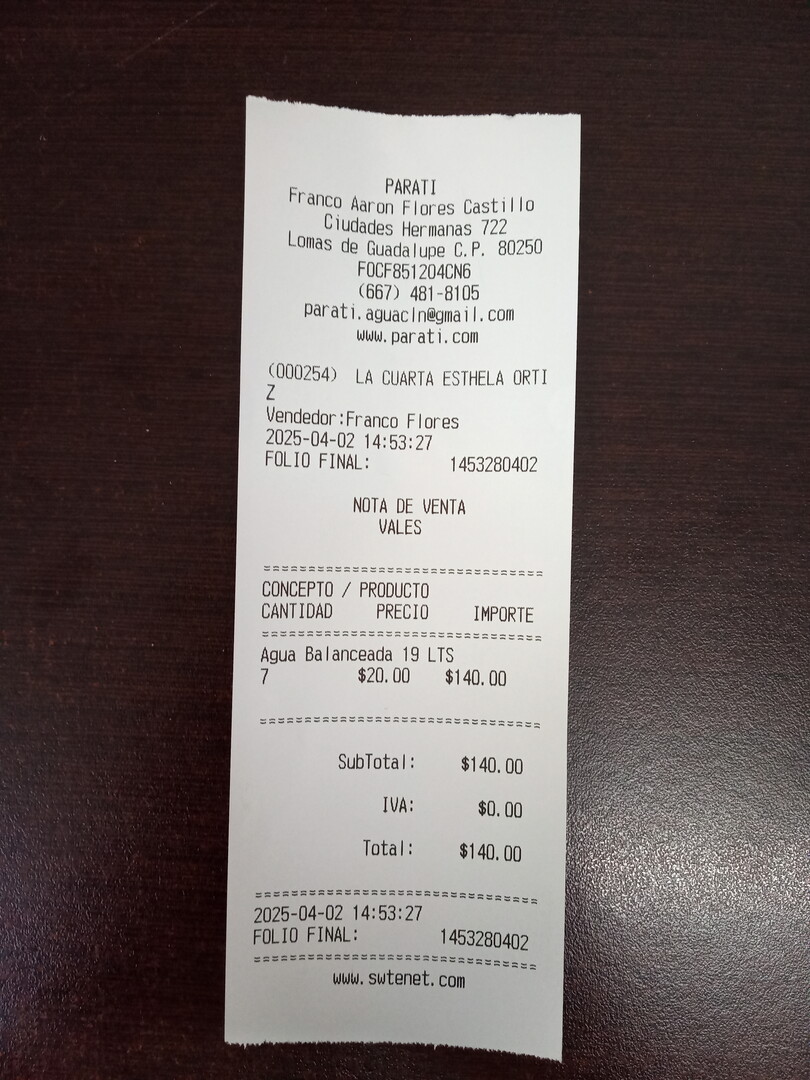 PARATI
Franco Aaron Flores Castillo
Ciudades Hermanas 722
Lomas de Guadalupe C.P. 80250
FOCF851204CN6
(667) 481-8105
parati.aguacln@gmail.com
www.parati.com
(000254) LA CUARTA ESTHELA ORTI
Z
Vendedor:Franco Flores
2025-04-02 14:53:27
FOLIO FINAL: 1453280402
NOTA DE VENTA
VALES
================================
CONCEPTO / PRODUCTO
CANTIDAD PRECIO IMPORTE
================================
Agua Balanceada 19 LTS
7 $20.00 $140.00
================================
SubTotal: $140.00
IVA: $0.00
Total: $140.00
================================
2025-04-02 14:53:27
FOLIO FINAL: 1453280402
================================
www.swtenet.com